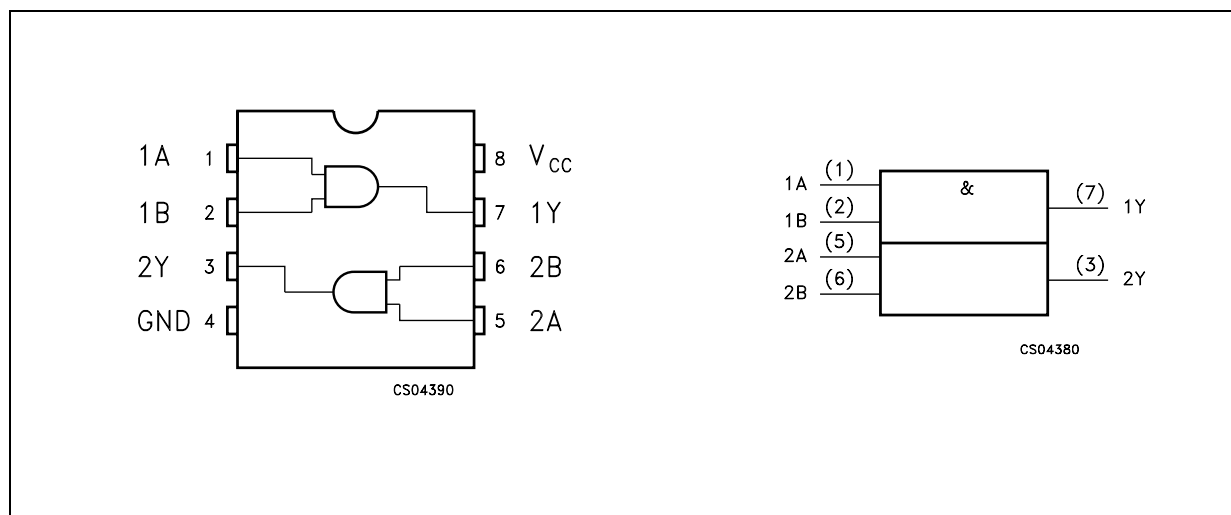 1A 1 8 VCC
1B 2 7 1Y
2Y 3 6 2B
GND 4 5 2A
CS04390
&
1A (1)
1B (2)
2A (5)
2B (6)
(7) 1Y
(3) 2Y
CS04380